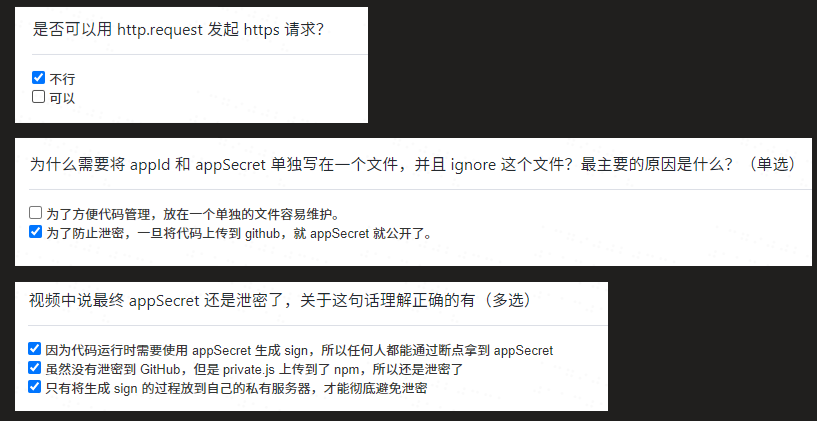 是否可以用 http.request 发起 https 请求？
不行
可以
为什么需要将 appId 和 appSecret 单独写在一个文件，并且 ignore 这个文件？最主要的原因是什么？（单选）
为了方便代码管理，放在一个单独的文件容易维护。
为了防止泄密，一旦将代码上传到 github，就 appSecret 就公开了。
视频中说最终 appSecret 还是泄密了，关于这句话理解正确的有（多选）
因为代码运行时需要使用 appSecret 生成 sign，所以任何人都能通过断点拿到 appSecret
虽然没有泄密到 GitHub，但是 private.js 上传到了 npm，所以还是泄密了
只有将生成 sign 的过程放到自己的私有服务器，才能彻底避免泄密